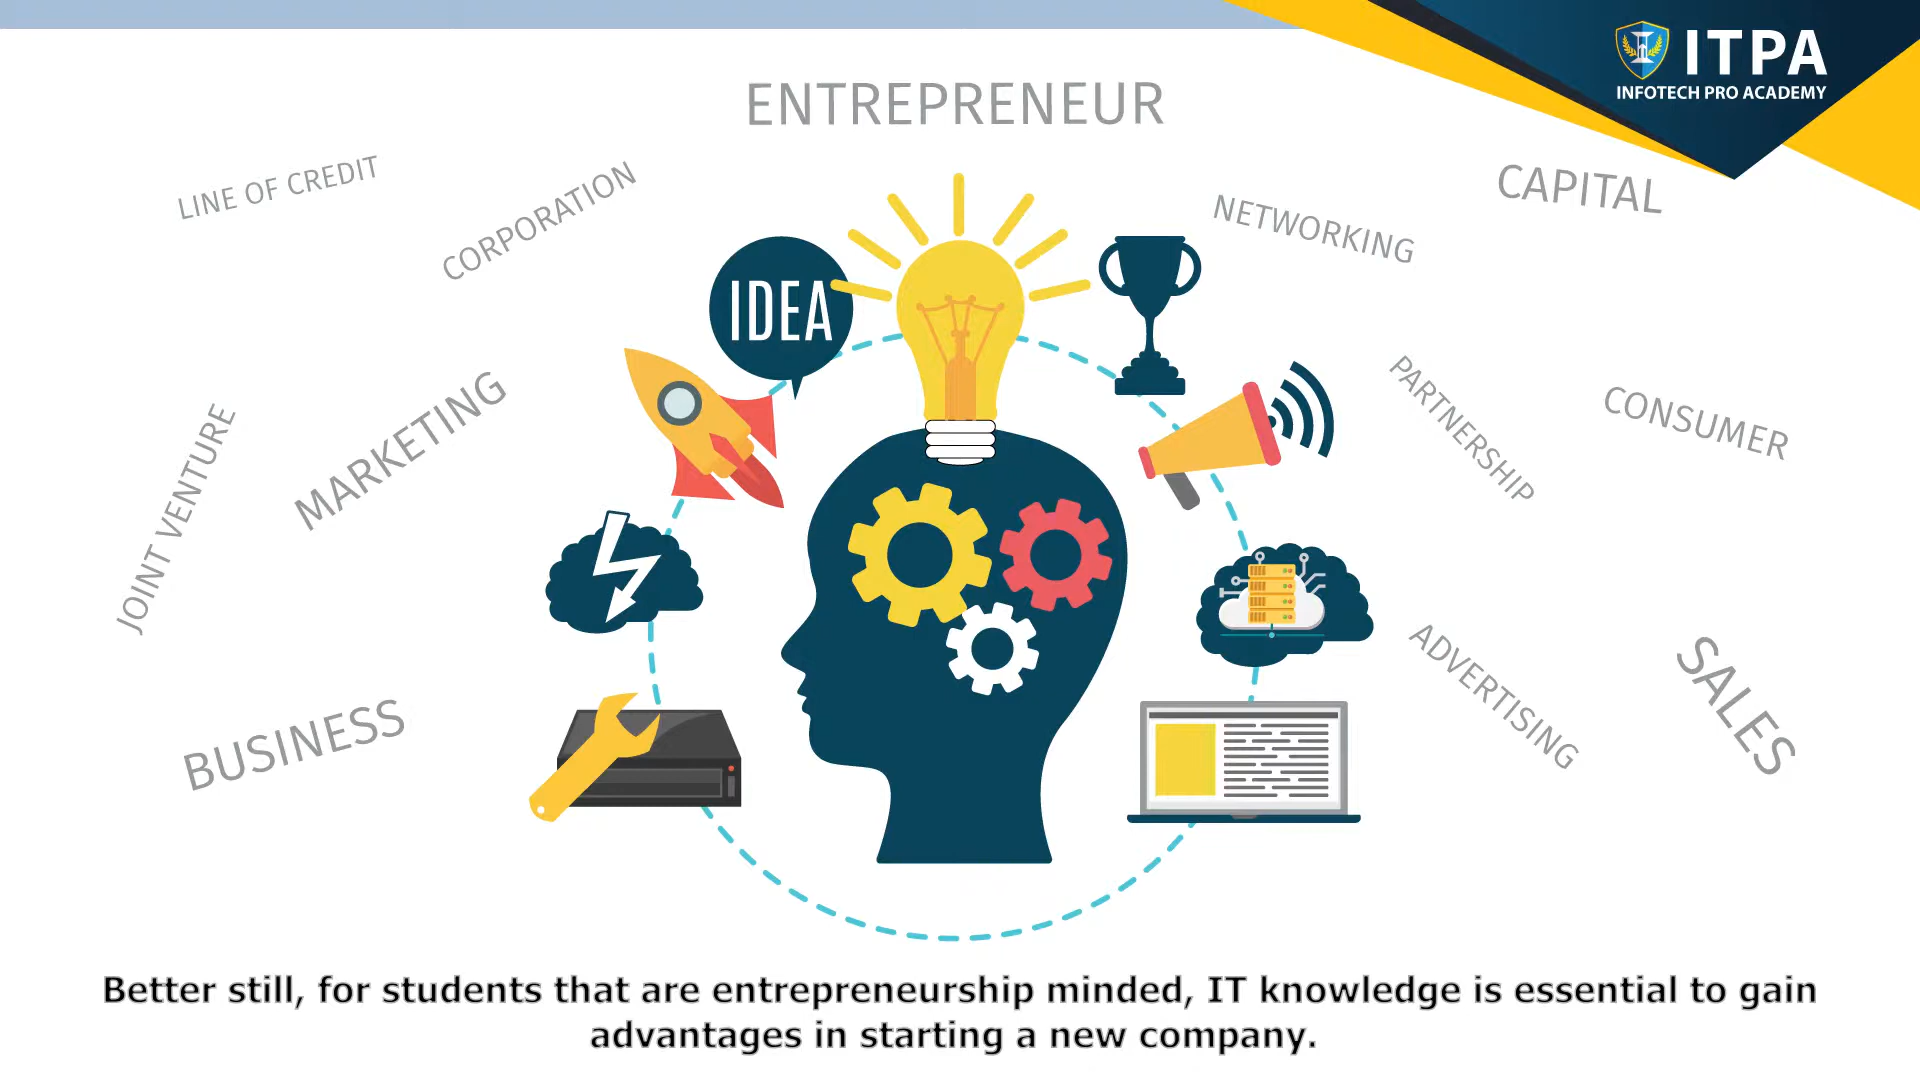 ITPA
INFOTECH PRO ACADEMY
ENTREPRENEUR
LINE OF CREDIT
CORPORATION
NETWORKING
CAPITAL
IDEA
JOINT VENTURE
MARKETING
PARTNERSHIP
CONSUMER
BUSINESS
ADVERTISING
SALES
Better still, for students that are entrepreneurship minded, IT knowledge is essential to gain
advantages in starting a new company.